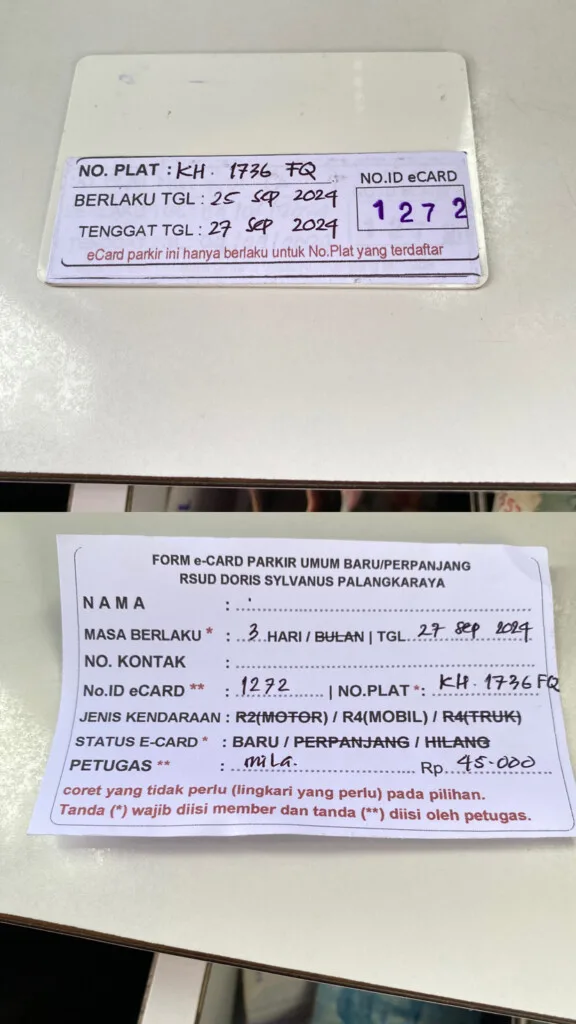 NO. PLAT : KH. 1736 FQ
BERLAKU TGL : 25 SEP 2024
TENGGAT TGL : 27 SEP 2024
NO.ID eCARD
1272
eCard parkir ini hanya berlaku untuk No.Plat yang terdaftar
FORM e-CARD PARKIR UMUM BARU/PERPANJANG
RSUD DORIS SYLVANUS PALANGKARAYA
NAMA :
MASA BERLAKU * : 3 HARI / BULAN | TGL. 27 Sep 2024
NO. KONTAK :
No.ID eCARD ** : 1272 | NO.PLAT *: KH. 1736 FQ
JENIS KENDARAAN : R2(MOTOR) / R4(MOBIL) / R4(TRUK)
STATUS E-CARD * : BARU / PERPANJANG / HILANG
PETUGAS ** : mila. Rp. 45.000
coret yang tidak perlu (lingkari yang perlu) pada pilihan.
Tanda (*) wajib diisi member dan tanda (**) diisi oleh petugas.